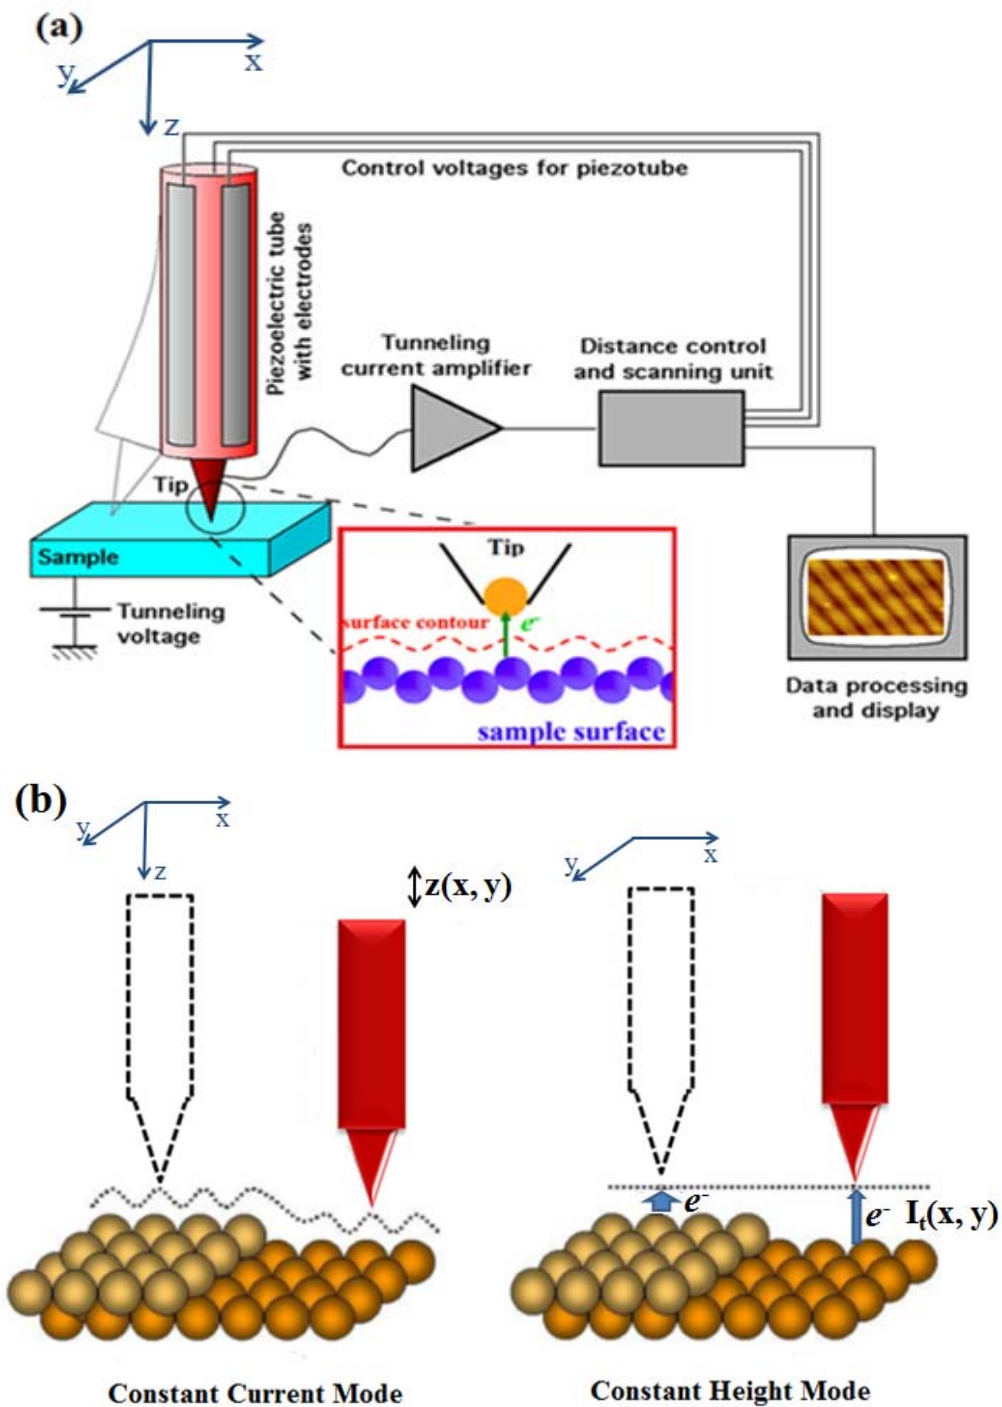 (a)
x
y
z
Control voltages for piezotube
Piezoelectric tube
with electrodes
Tunneling
current amplifier
Distance control
and scanning unit
Tip
Sample
Tunneling
voltage
Tip
surface contour
e-
sample surface
Data processing
and display
(b)
y
x
z
z(x, y)
y
x
e-
e- It(x, y)
Constant Current Mode
Constant Height Mode